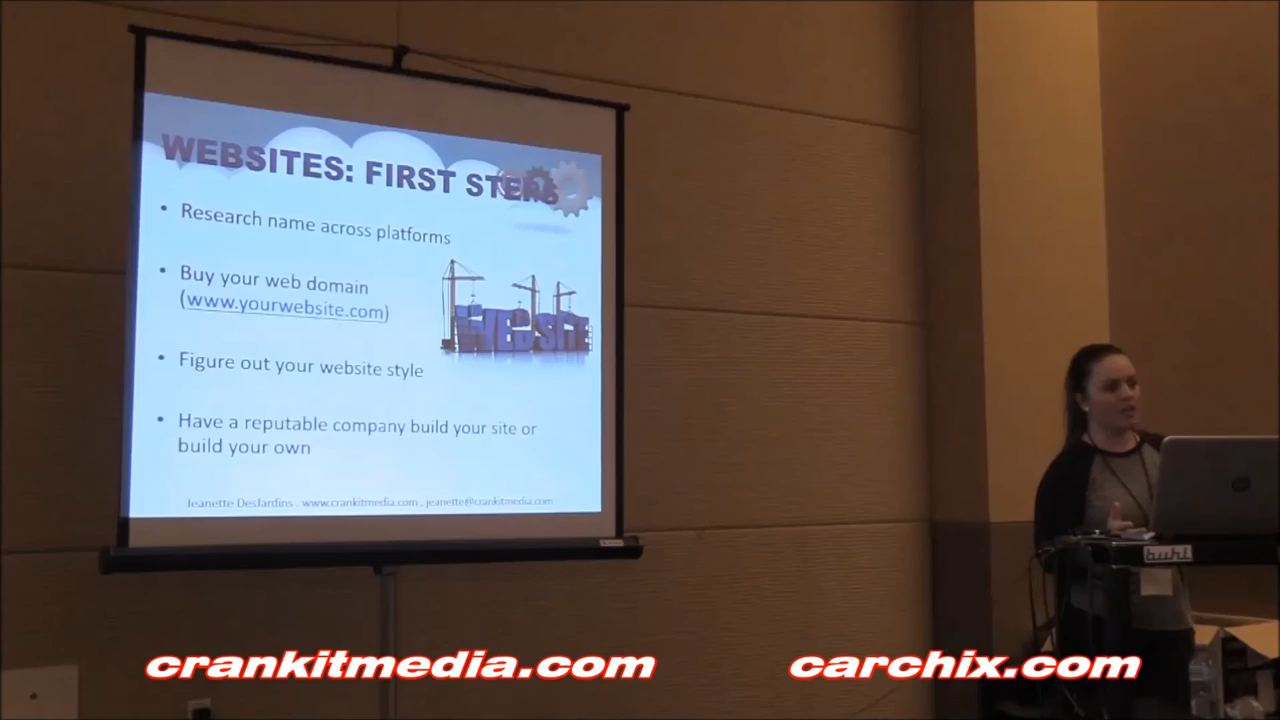 WEBSITES: FIRST STEPS
• Research name across platforms
• Buy your web domain
(www.yourwebsite.com)
WEBSITE
• Figure out your website style
• Have a reputable company build your site or
build your own
Jeanette DesJardins . www.crankitmedia.com . jeanette@crankitmedia.com
buhl
crankitmedia.com
carchix.com